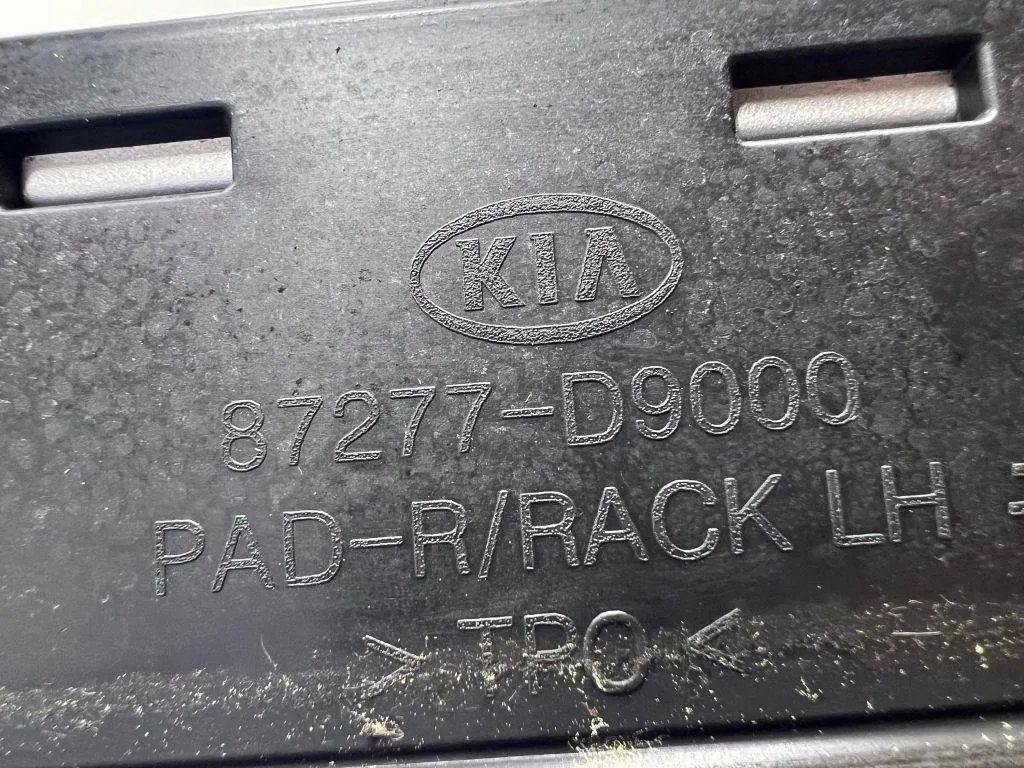 KIA
87277-D9000
PAD-R/RACK LH
> TPO <